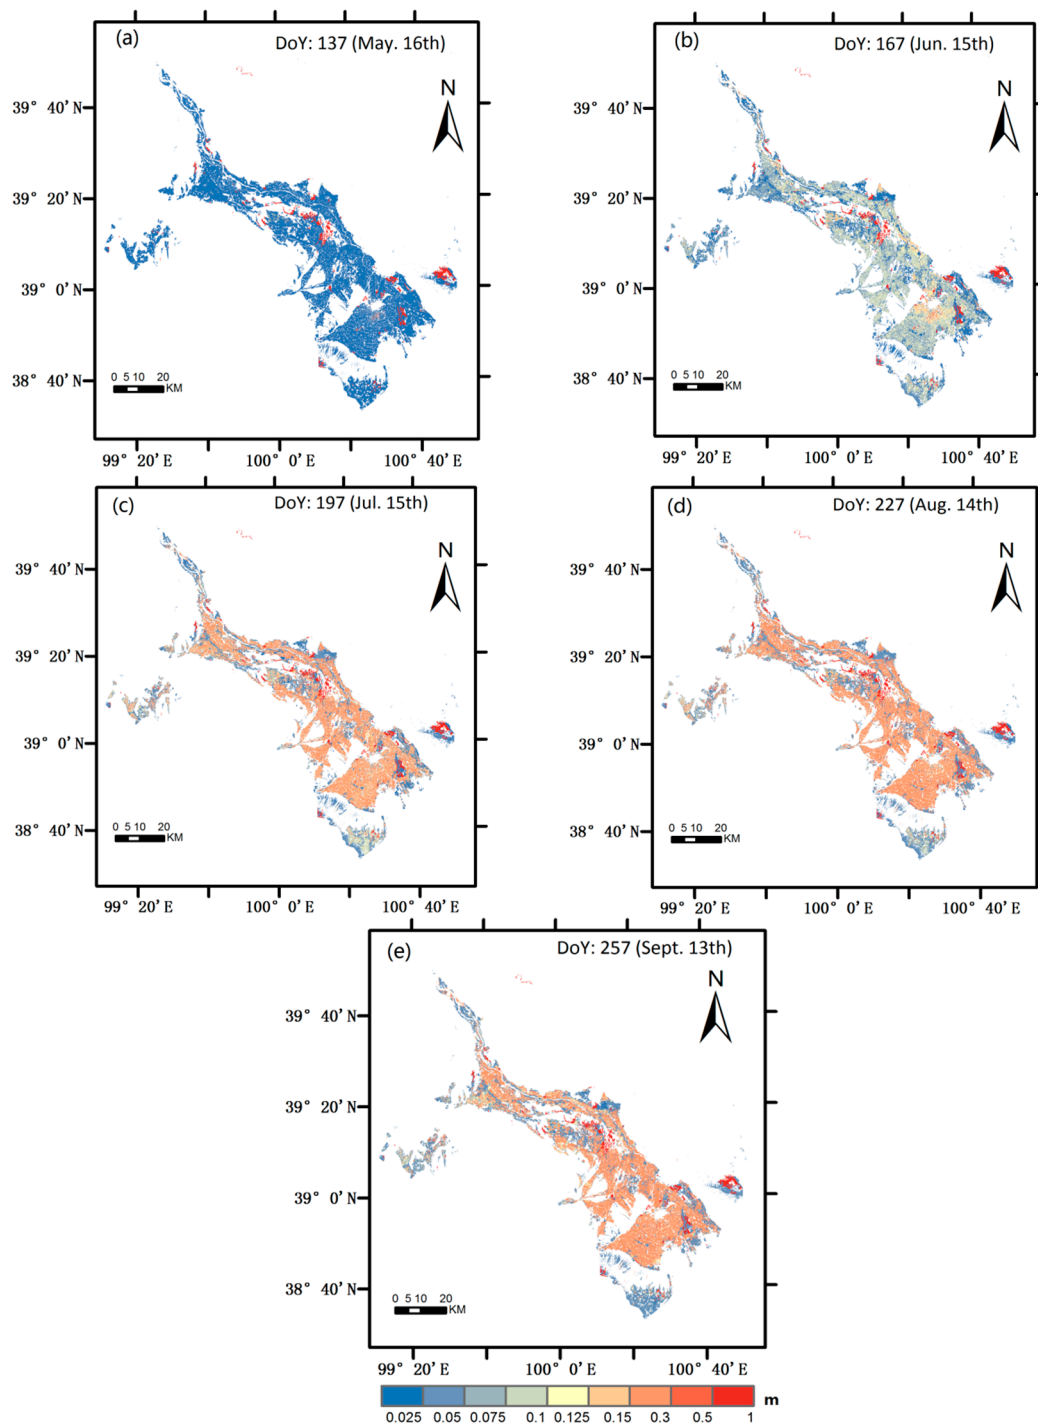 (a) DoY: 137 (May. 16th)
N
39° 40′ N
39° 20′ N
39° 0′ N
38° 40′ N
0 5 10 20
KM
99° 20′ E 100° 0′ E 100° 40′ E
(b) DoY: 167 (Jun. 15th)
N
39° 40′ N
39° 20′ N
39° 0′ N
38° 40′ N
0 5 10 20
KM
99° 20′ E 100° 0′ E 100° 40′ E
(c) DoY: 197 (Jul. 15th)
N
39° 40′ N
39° 20′ N
39° 0′ N
38° 40′ N
0 5 10 20
KM
99° 20′ E 100° 0′ E 100° 40′ E
(d) DoY: 227 (Aug. 14th)
N
39° 40′ N
39° 20′ N
39° 0′ N
38° 40′ N
0 5 10 20
KM
99° 20′ E 100° 0′ E 100° 40′ E
(e) DoY: 257 (Sept. 13th)
N
39° 40′ N
39° 20′ N
39° 0′ N
38° 40′ N
0 5 10 20
KM
99° 20′ E 100° 0′ E 100° 40′ E
m
0.025 0.05 0.075 0.1 0.125 0.15 0.3 0.5 1